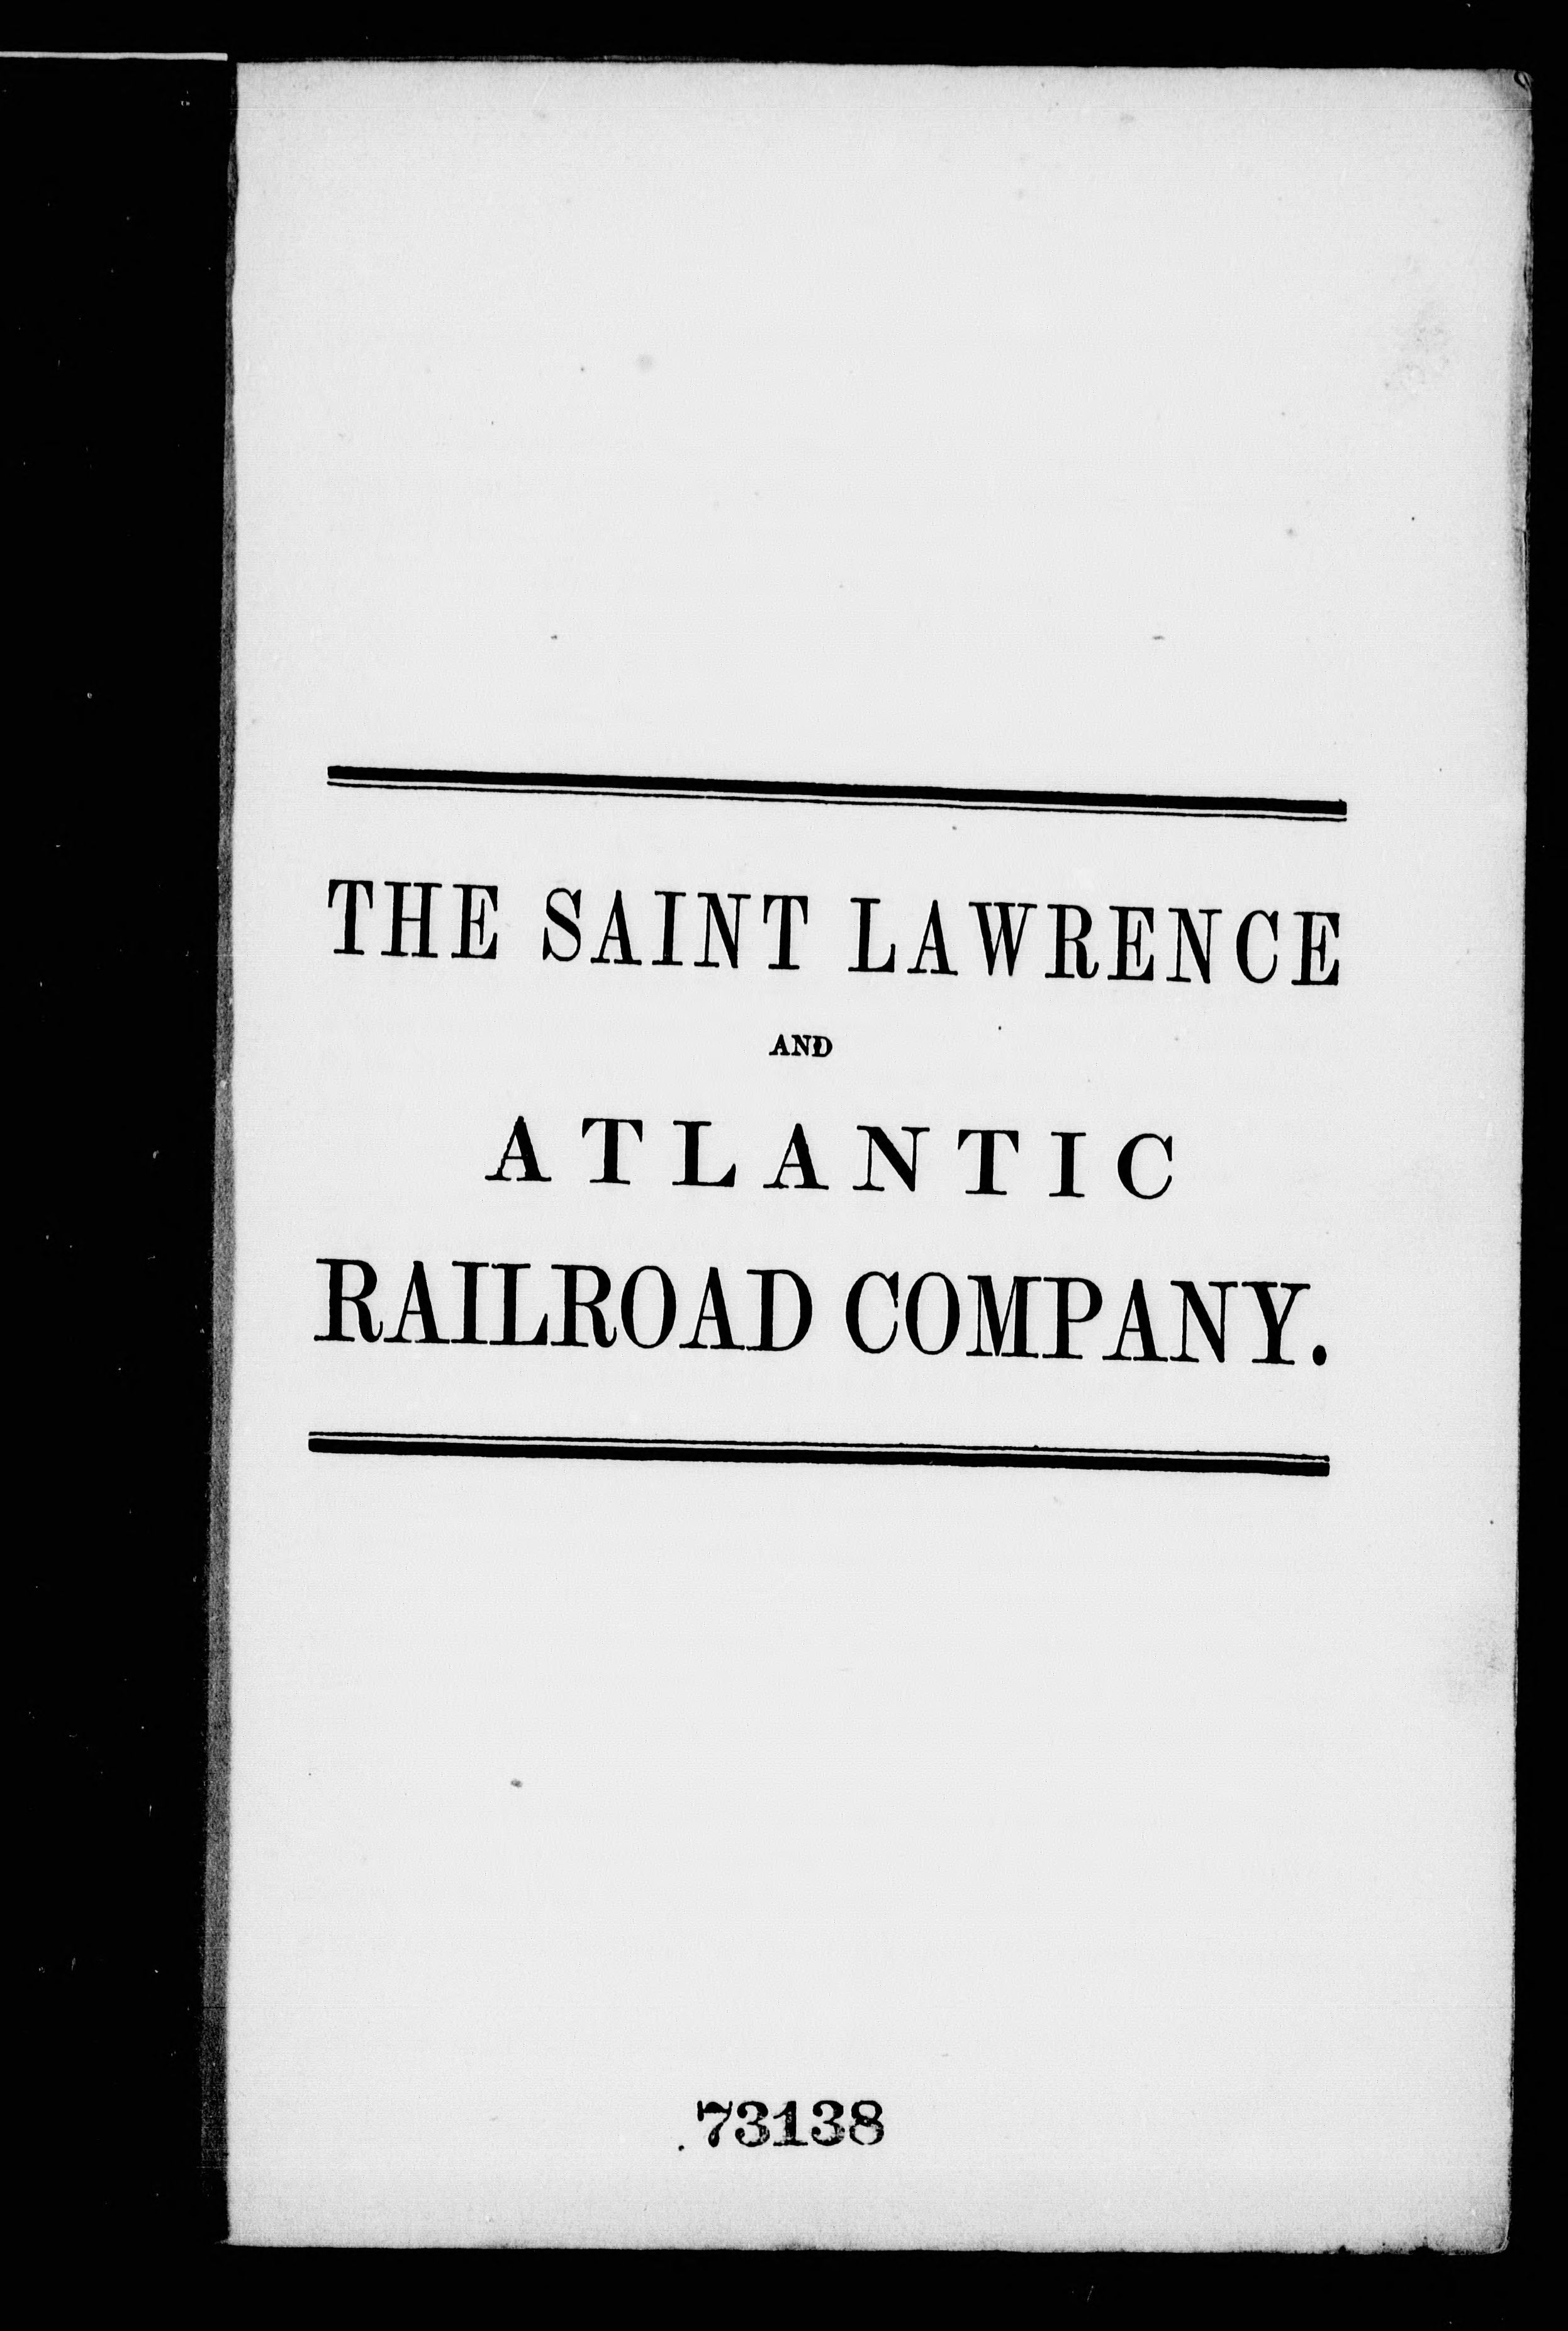 THE SAINT LAWRENCE
AND
ATLANTIC
RAILROAD COMPANY.
73138